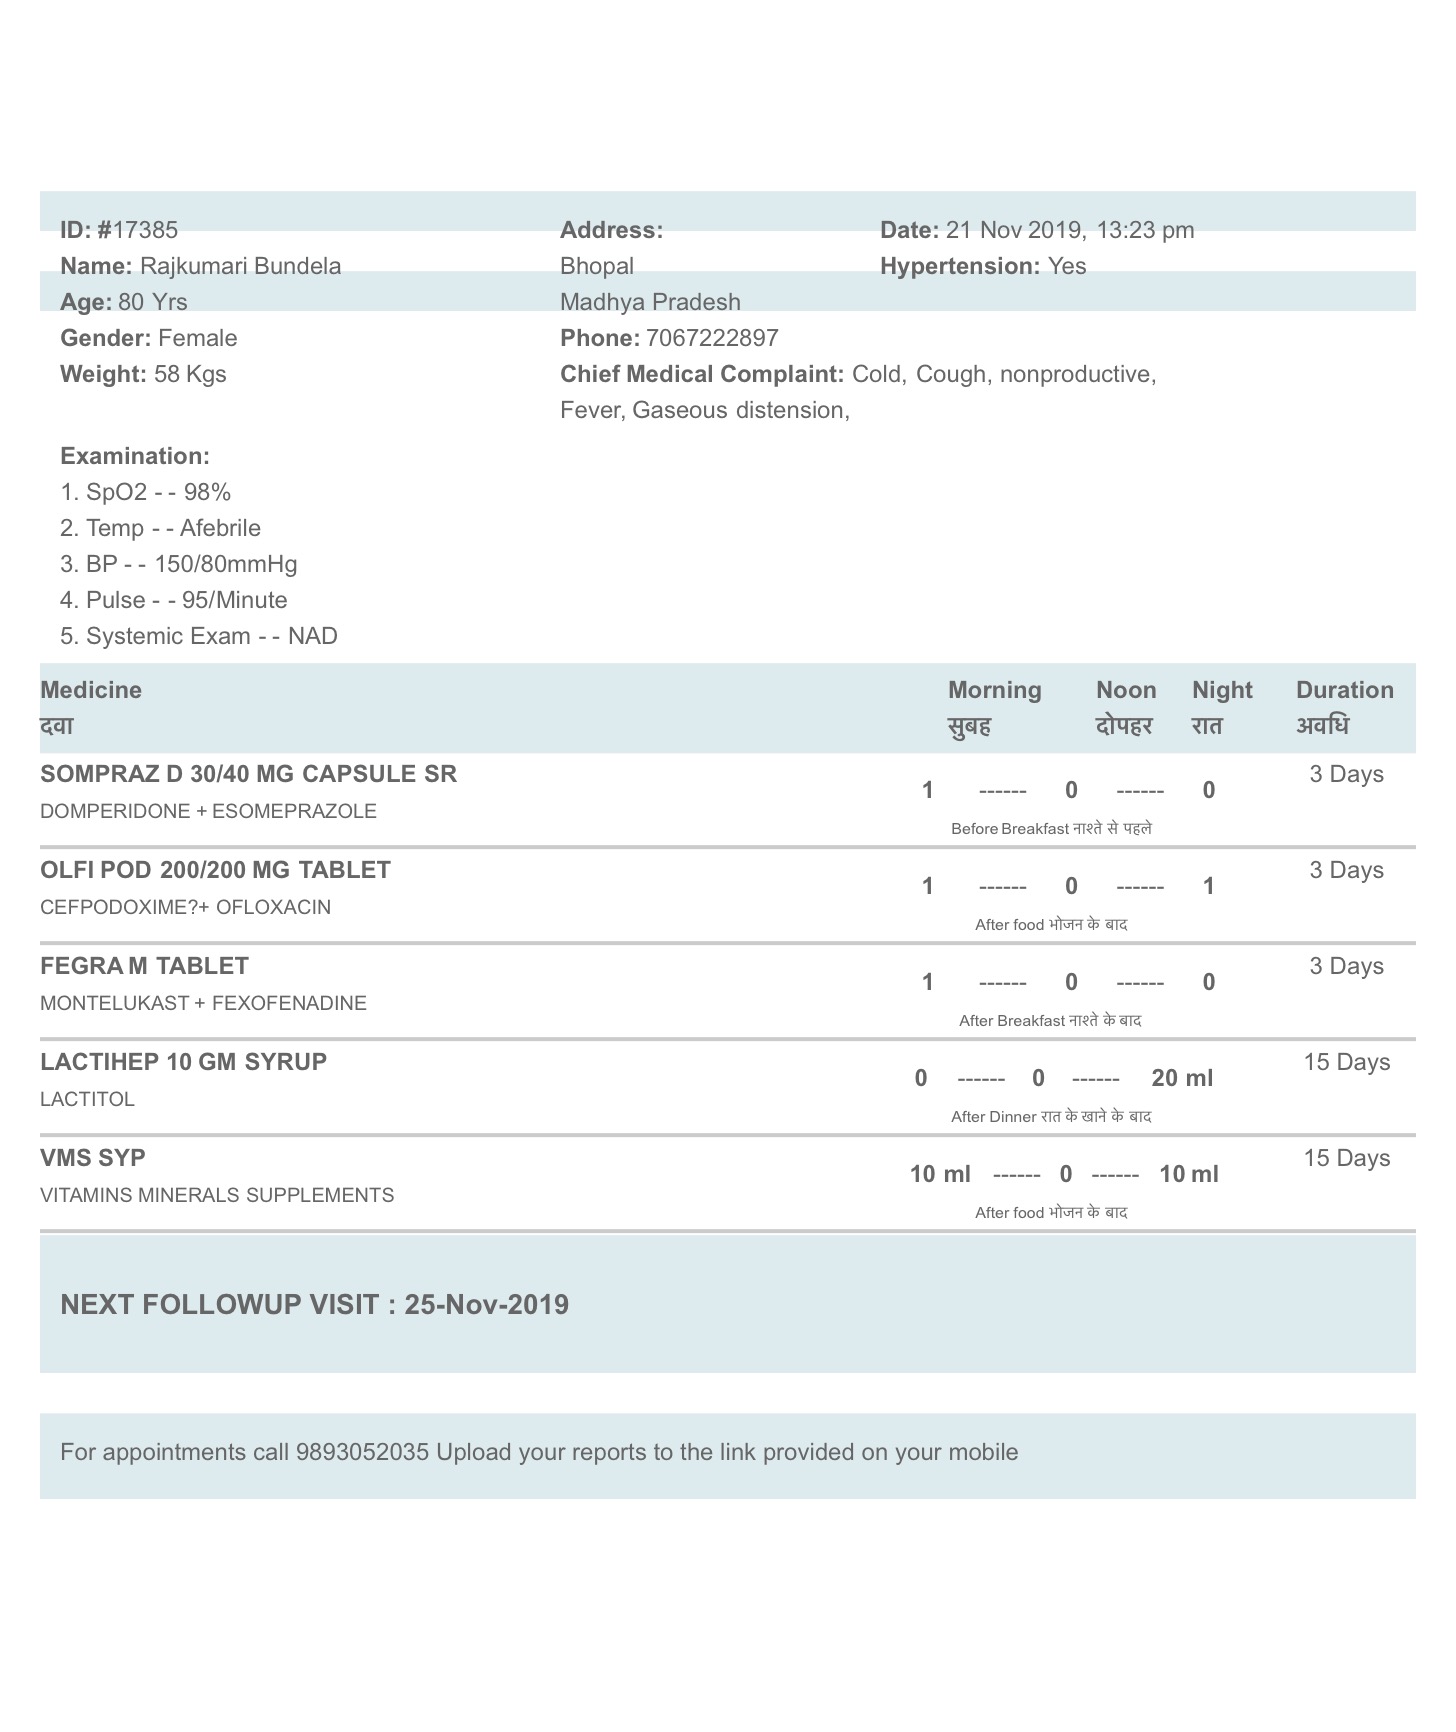 ID: #17385
Name: Rajkumari Bundela
Age: 80 Yrs
Gender: Female
Weight: 58 Kgs
Address:
Bhopal
Madhya Pradesh
Phone: 7067222897
Chief Medical Complaint: Cold, Cough, nonproductive,
Fever, Gaseous distension,
Date: 21 Nov 2019, 13:23 pm
Hypertension: Yes
Examination:
1. SpO2 - - 98%
2. Temp - - Afebrile
3. BP - - 150/80mmHg
4. Pulse - - 95/Minute
5. Systemic Exam - - NAD
Medicine Morning Noon Night Duration
दवा सुबह दोपहर रात अवधि
SOMPRAZ D 30/40 MG CAPSULE SR 3 Days
1 ------ 0 ------ 0
DOMPERIDONE + ESOMEPRAZOLE
Before Breakfast नाश्ते से पहले
OLFI POD 200/200 MG TABLET 3 Days
1 ------ 0 ------ 1
CEFPODOXIME?+ OFLOXACIN
After food भोजन के बाद
FEGRA M TABLET 3 Days
1 ------ 0 ------ 0
MONTELUKAST + FEXOFENADINE
After Breakfast नाश्ते के बाद
LACTIHEP 10 GM SYRUP 15 Days
0 ------ 0 ------ 20 ml
LACTITOL
After Dinner रात के खाने के बाद
VMS SYP 15 Days
10 ml ------ 0 ------ 10 ml
VITAMINS MINERALS SUPPLEMENTS
After food भोजन के बाद
NEXT FOLLOWUP VISIT : 25-Nov-2019
For appointments call 9893052035 Upload your reports to the link provided on your mobile